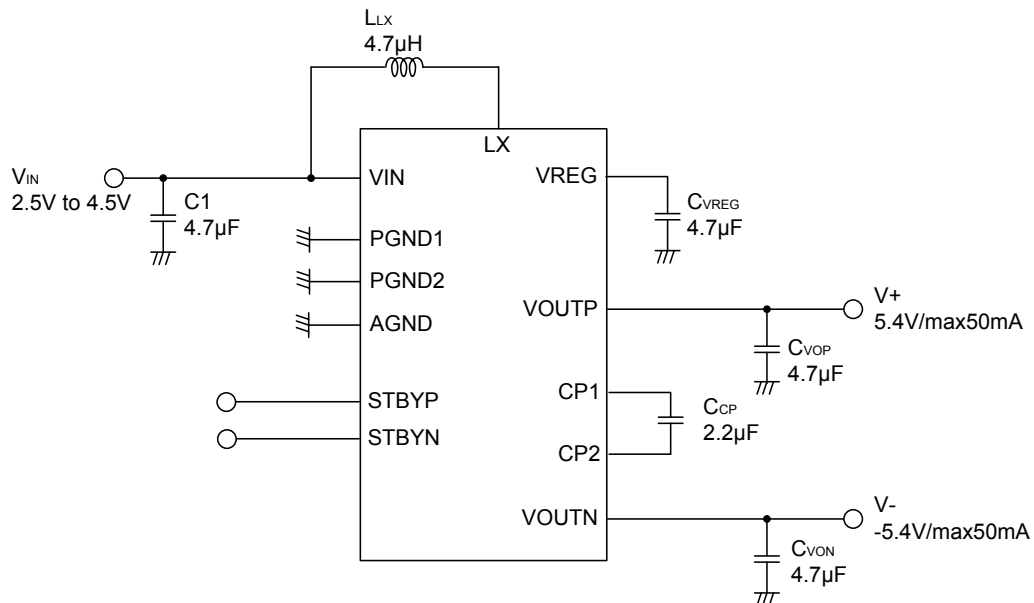 LLX
4.7µH
LX
VIN
2.5V to 4.5V
C1
4.7µF
VIN
PGND1
PGND2
AGND
STBYP
STBYN
VREG
CVREG
4.7µF
VOUTP
V+
5.4V/max50mA
CVOP
4.7µF
CP1
CCP
2.2µF
CP2
VOUTN
V-
-5.4V/max50mA
CVON
4.7µF